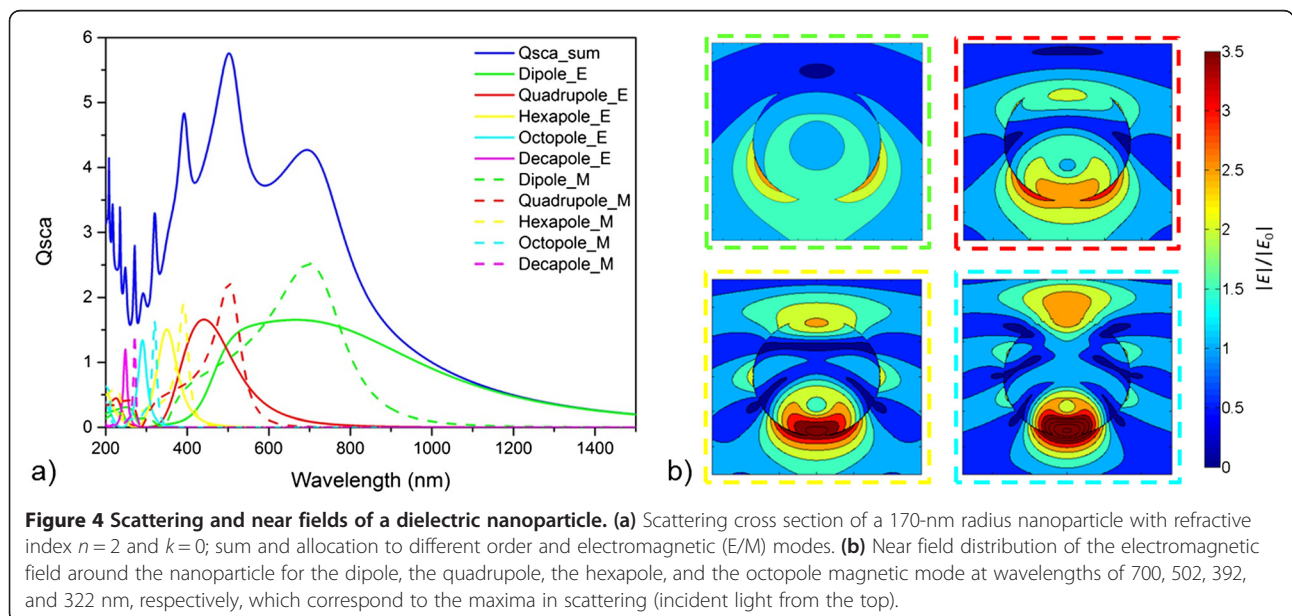 6
5
4
3
2
1
0
Qsca
200
400
600
800
1000
1200
1400
Wavelength (nm)
a)
Qsca_sum
Dipole_E
Quadrupole_E
Hexapole_E
Octopole_E
Decapole_E
Dipole_M
Quadrupole_M
Hexapole_M
Octopole_M
Decapole_M
b)
3.5
3
2.5
2
1.5
1
0.5
0
|E|/|E0|
Figure 4 Scattering and near fields of a dielectric nanoparticle. (a) Scattering cross section of a 170-nm radius nanoparticle with refractive
index n = 2 and k = 0; sum and allocation to different order and electromagnetic (E/M) modes. (b) Near field distribution of the electromagnetic
field around the nanoparticle for the dipole, the quadrupole, the hexapole, and the octopole magnetic mode at wavelengths of 700, 502, 392,
and 322 nm, respectively, which correspond to the maxima in scattering (incident light from the top).